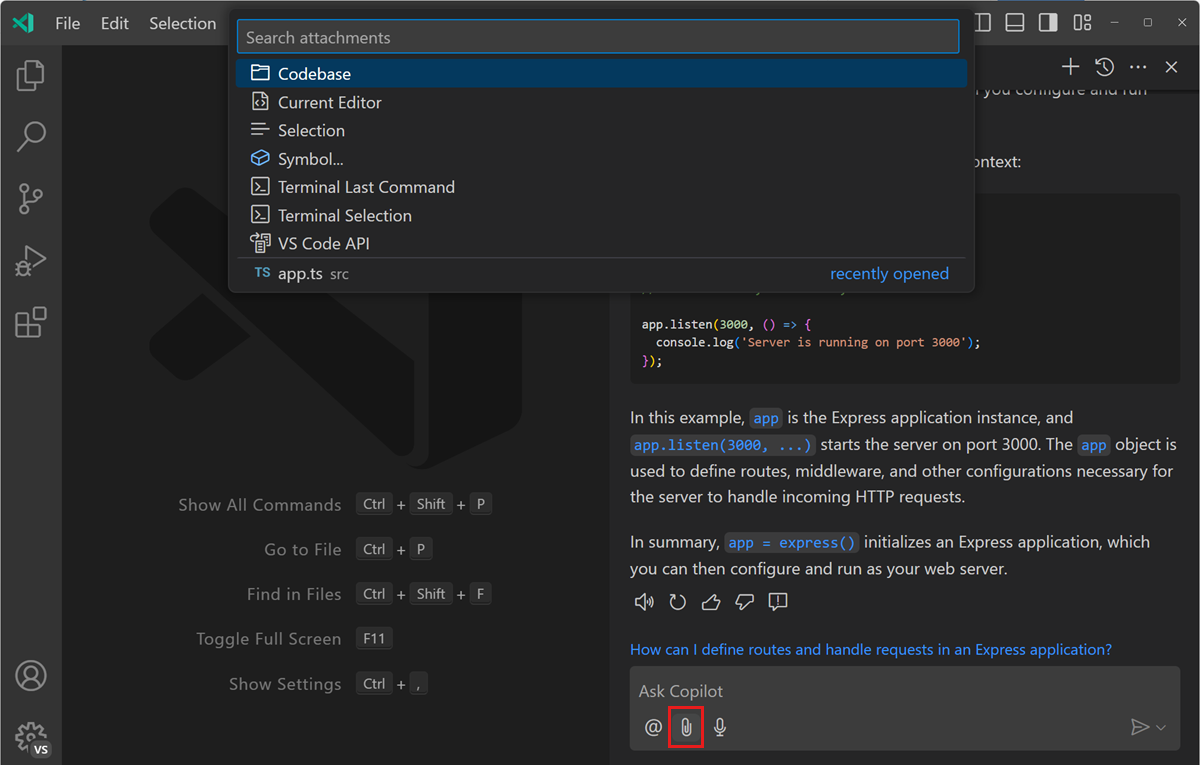 File Edit Selection
Search attachments
Codebase
Current Editor
Selection
Symbol...
Terminal Last Command
Terminal Selection
VS Code API
TS app.ts src recently opened
you configure and run
ontext:
app.listen(3000, () => {
console.log('Server is running on port 3000');
});
In this example, app is the Express application instance, and
app.listen(3000, ...) starts the server on port 3000. The app object is
used to define routes, middleware, and other configurations necessary for
the server to handle incoming HTTP requests.
In summary, app = express() initializes an Express application, which
you can then configure and run as your web server.
How can I define routes and handle requests in an Express application?
Ask Copilot
@
Show All Commands Ctrl + Shift + P
Go to File Ctrl + P
Find in Files Ctrl + Shift + F
Toggle Full Screen F11
Show Settings Ctrl + ,
VS